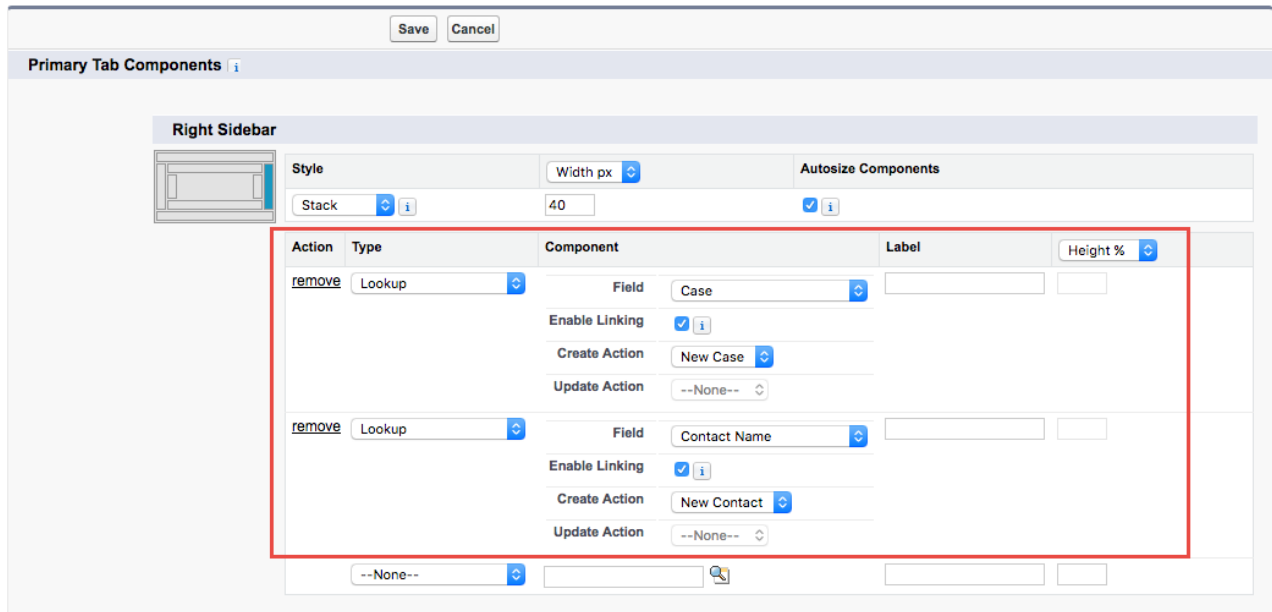 Save Cancel
Primary Tab Components i
Right Sidebar
Style Width px Autosize Components
Stack i 40 i
Action Type Component Label Height %
remove Lookup Field Case
Enable Linking i
Create Action New Case
Update Action --None--
remove Lookup Field Contact Name
Enable Linking i
Create Action New Contact
Update Action --None--
--None--